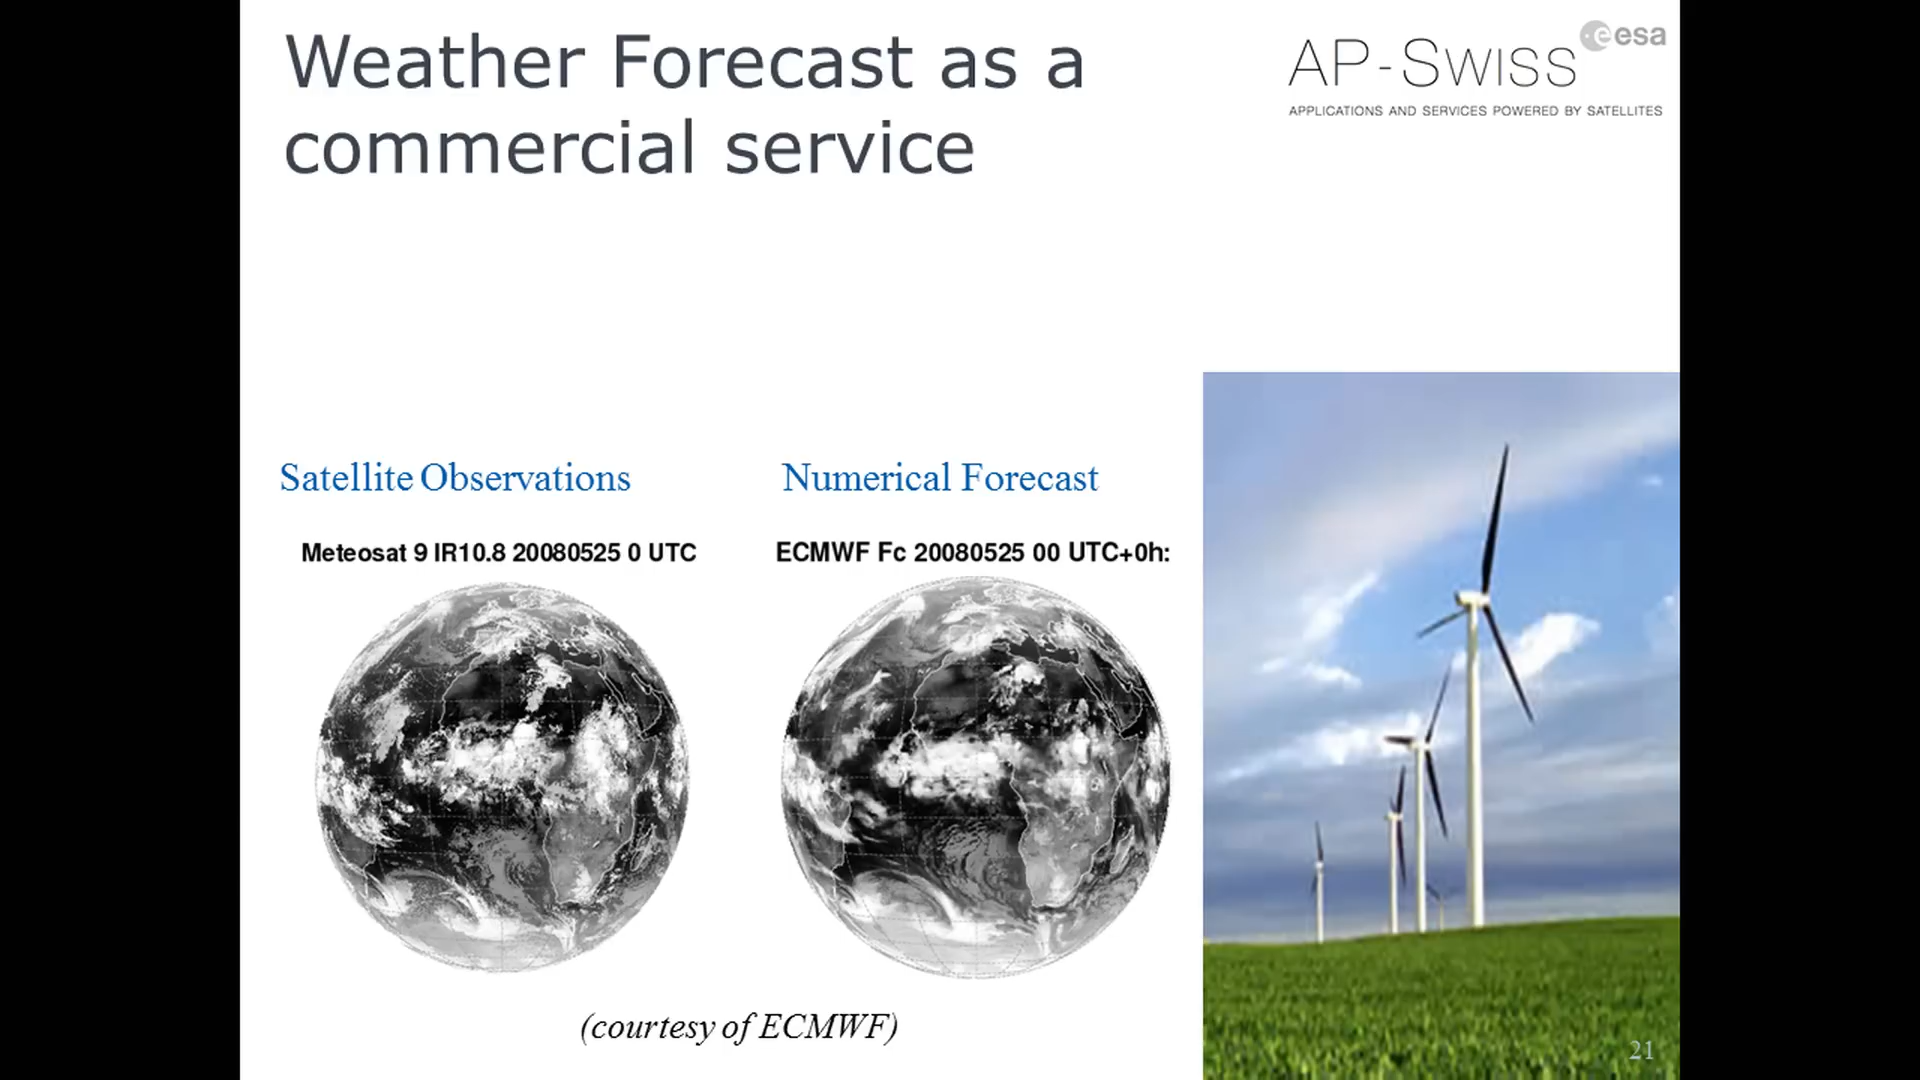 Weather Forecast as a
commercial service
esa
AP-Swiss
APPLICATIONS AND SERVICES POWERED BY SATELLITES
Satellite Observations
Numerical Forecast
Meteosat 9 IR10.8 20080525 0 UTC
ECMWF Fc 20080525 00 UTC+0h:
(courtesy of ECMWF)
21